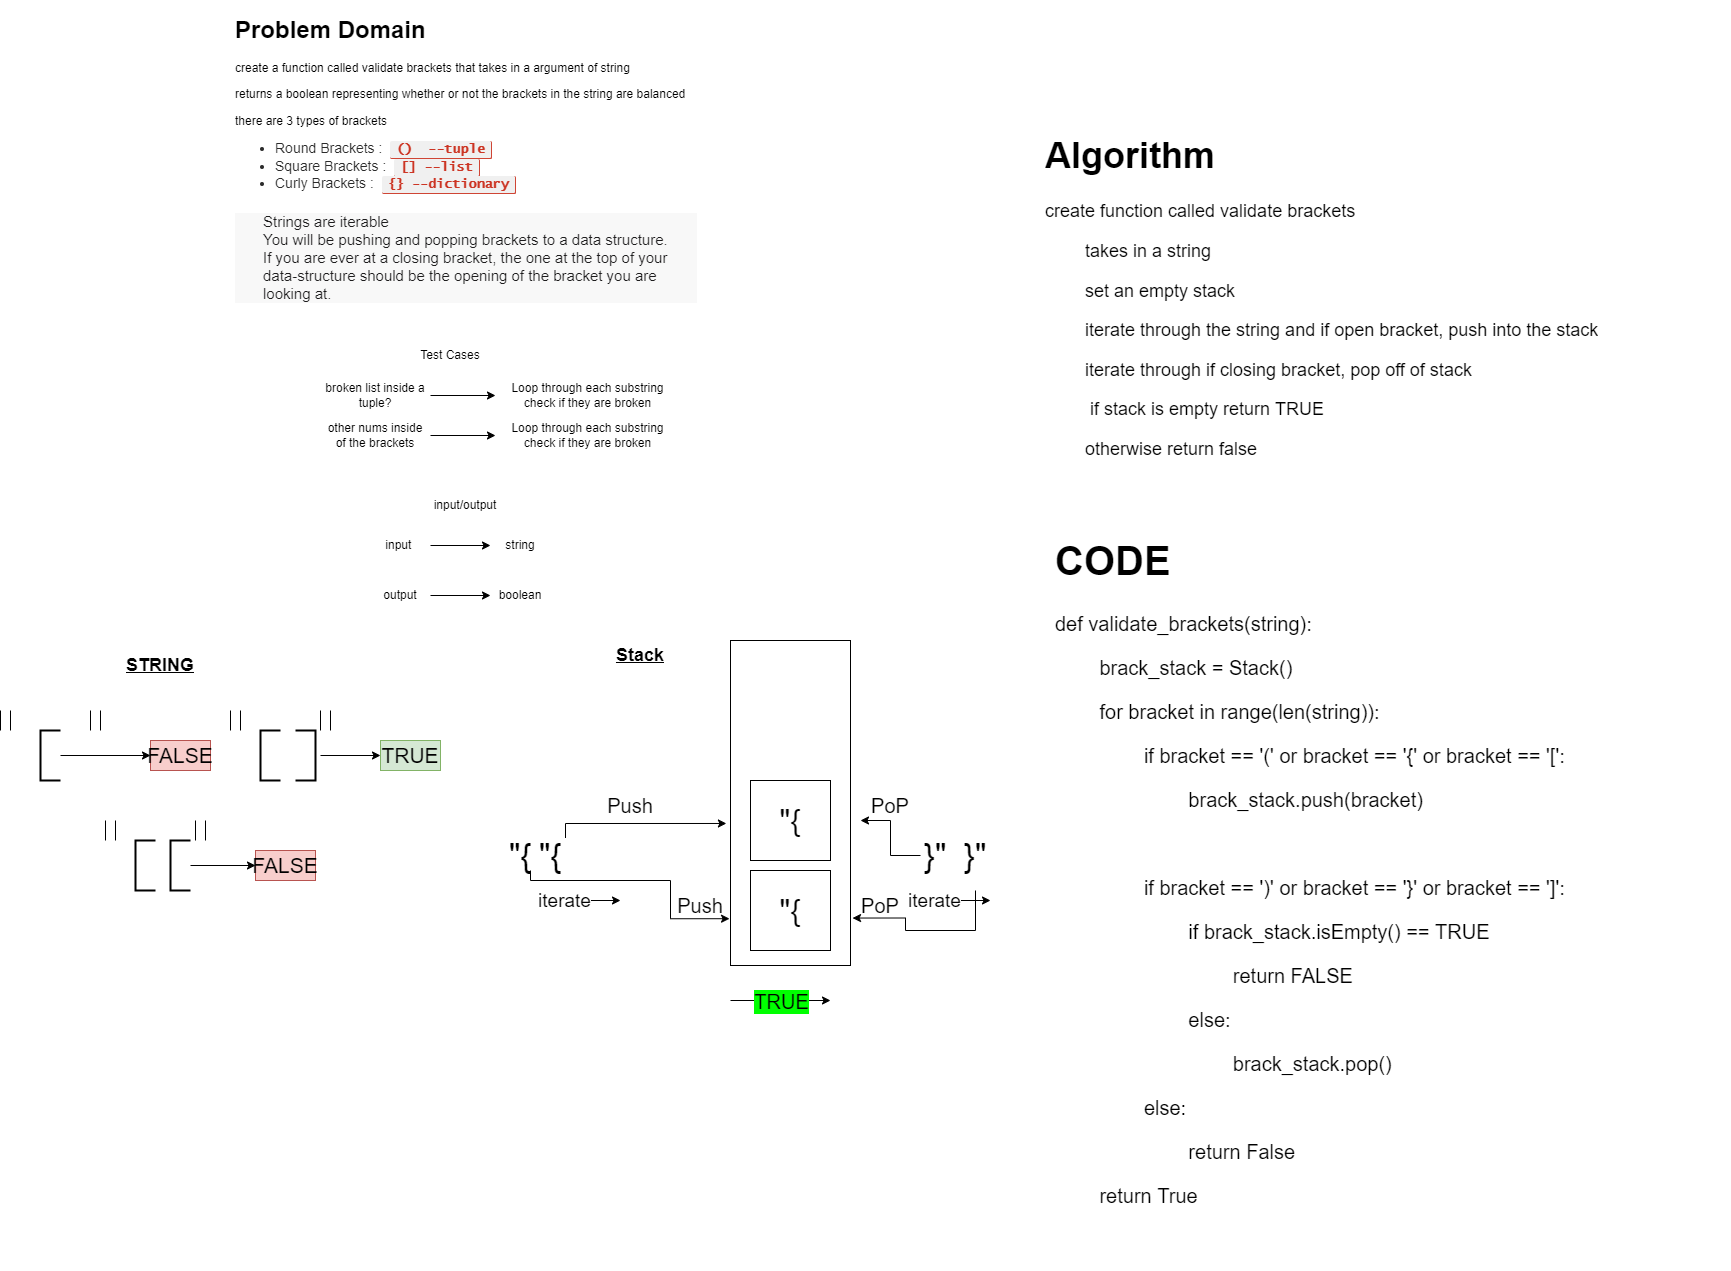 Problem Domain
create a function called validate brackets that takes in a argument of string
returns a boolean representing whether or not the brackets in the string are balanced
there are 3 types of brackets
• Round Brackets : () --tuple
• Square Brackets : [] --list
• Curly Brackets : {} --dictionary
Strings are iterable
You will be pushing and popping brackets to a data structure.
If you are ever at a closing bracket, the one at the top of your
data-structure should be the opening of the bracket you are
looking at.
Test Cases
broken list inside a
tuple?
Loop through each substring
check if they are broken
other nums inside
of the brackets
Loop through each substring
check if they are broken
input/output
input
string
output
boolean
STRING
" [ "
FALSE
" [ ] "
TRUE
" [ [ "
FALSE
Stack
Push
"{ "{
iterate
Push
"{
"{
PoP
}" }"
PoP
iterate
TRUE
Algorithm
create function called validate brackets
takes in a string
set an empty stack
iterate through the string and if open bracket, push into the stack
iterate through if closing bracket, pop off of stack
if stack is empty return TRUE
otherwise return false
CODE
def validate_brackets(string):
brack_stack = Stack()
for bracket in range(len(string)):
if bracket == '(' or bracket == '{' or bracket == '[':
brack_stack.push(bracket)
if bracket == ')' or bracket == '}' or bracket == ']':
if brack_stack.isEmpty() == TRUE
return FALSE
else:
brack_stack.pop()
else:
return False
return True